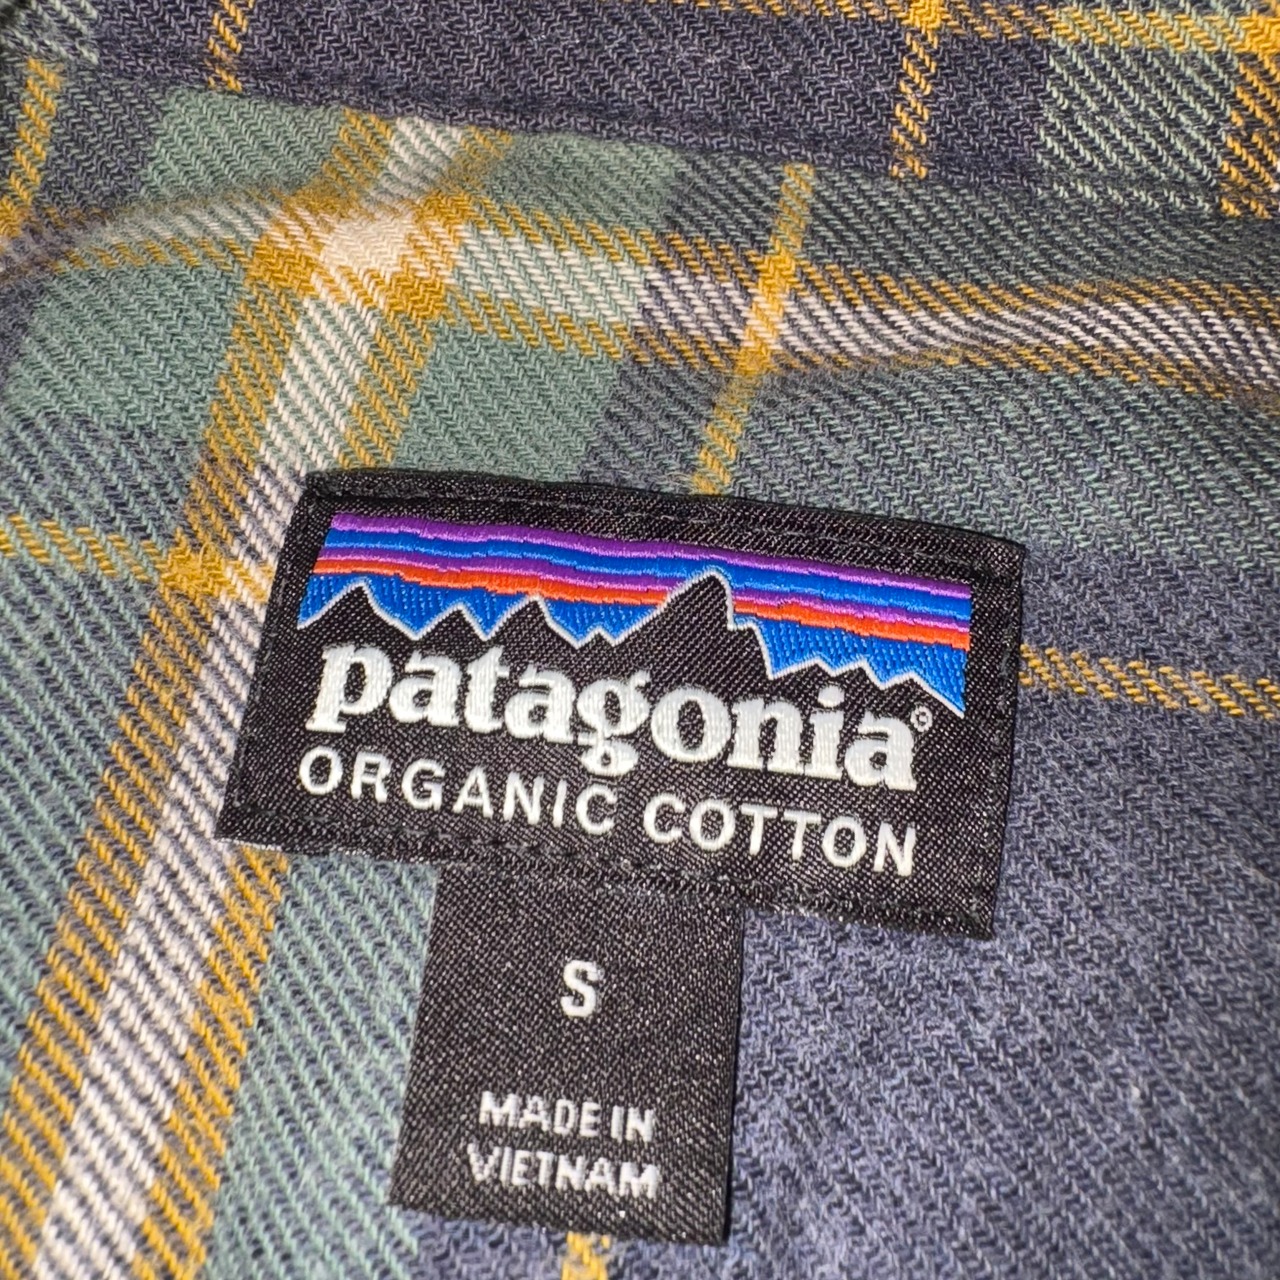 patagonia®
ORGANIC COTTON
S
MADE IN
VIETNAM